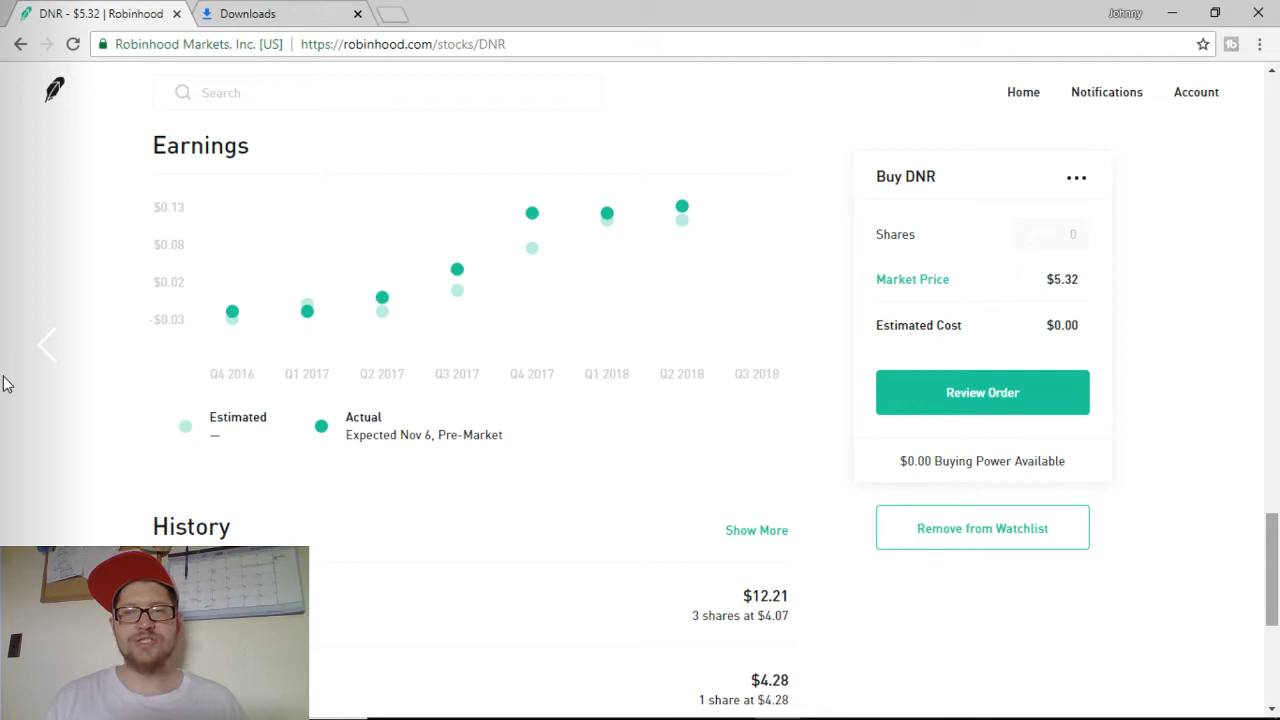 DNR - $5.32 | Robinhood
Downloads
Johnny
Robinhood Markets, Inc. [US]
https://robinhood.com/stocks/DNR
Search
Home
Notifications
Account
Earnings
$0.13
$0.08
$0.02
-$0.03
Q4 2016
Q1 2017
Q2 2017
Q3 2017
Q4 2017
Q1 2018
Q2 2018
Q3 2018
Estimated
—
Actual
Expected Nov 6, Pre-Market
Buy DNR
Shares
0
Market Price
$5.32
Estimated Cost
$0.00
Review Order
$0.00 Buying Power Available
Remove from Watchlist
History
Show More
$12.21
3 shares at $4.07
$4.28
1 share at $4.28